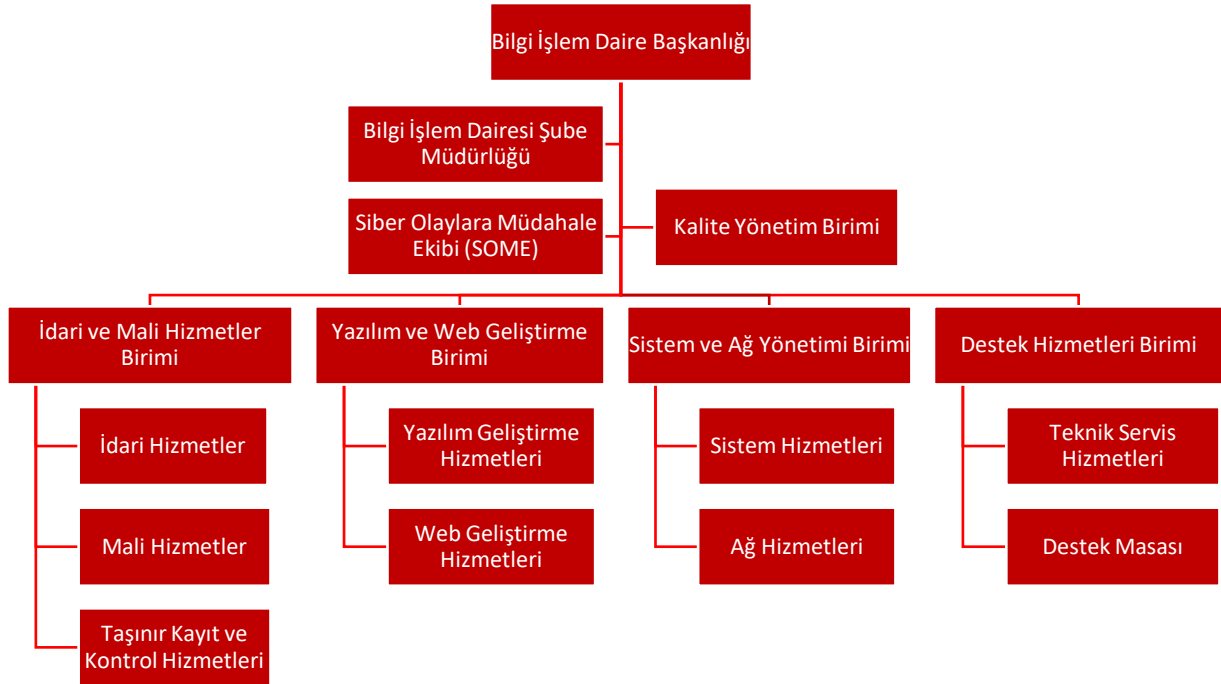 Bilgi İşlem Daire Başkanlığı
Bilgi İşlem Dairesi Şube
Müdürlüğü
Siber Olaylara Müdahale
Ekibi (SOME)
Kalite Yönetim Birimi
İdari ve Mali Hizmetler
Birimi
Yazılım ve Web Geliştirme
Birimi
Sistem ve Ağ Yönetimi Birimi
Destek Hizmetleri Birimi
İdari Hizmetler
Yazılım Geliştirme
Hizmetleri
Sistem Hizmetleri
Teknik Servis
Hizmetleri
Mali Hizmetler
Web Geliştirme
Hizmetleri
Ağ Hizmetleri
Destek Masası
Taşınır Kayıt ve
Kontrol Hizmetleri